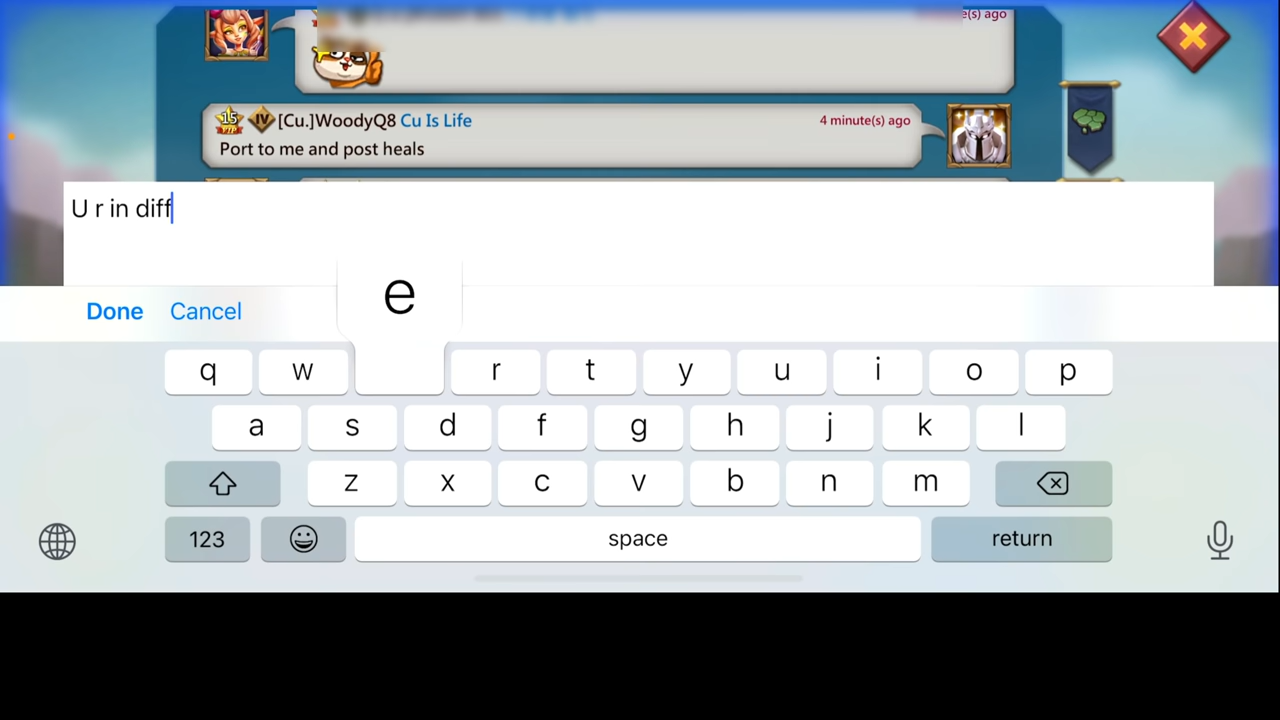 e(s) ago
15 VIP IV [Cu.]WoodyQ8 Cu Is Life 4 minute(s) ago
Port to me and post heals
U r in diff
e
Done Cancel
q w r t y u i o p
a s d f g h j k l
z x c v b n m
123 space return